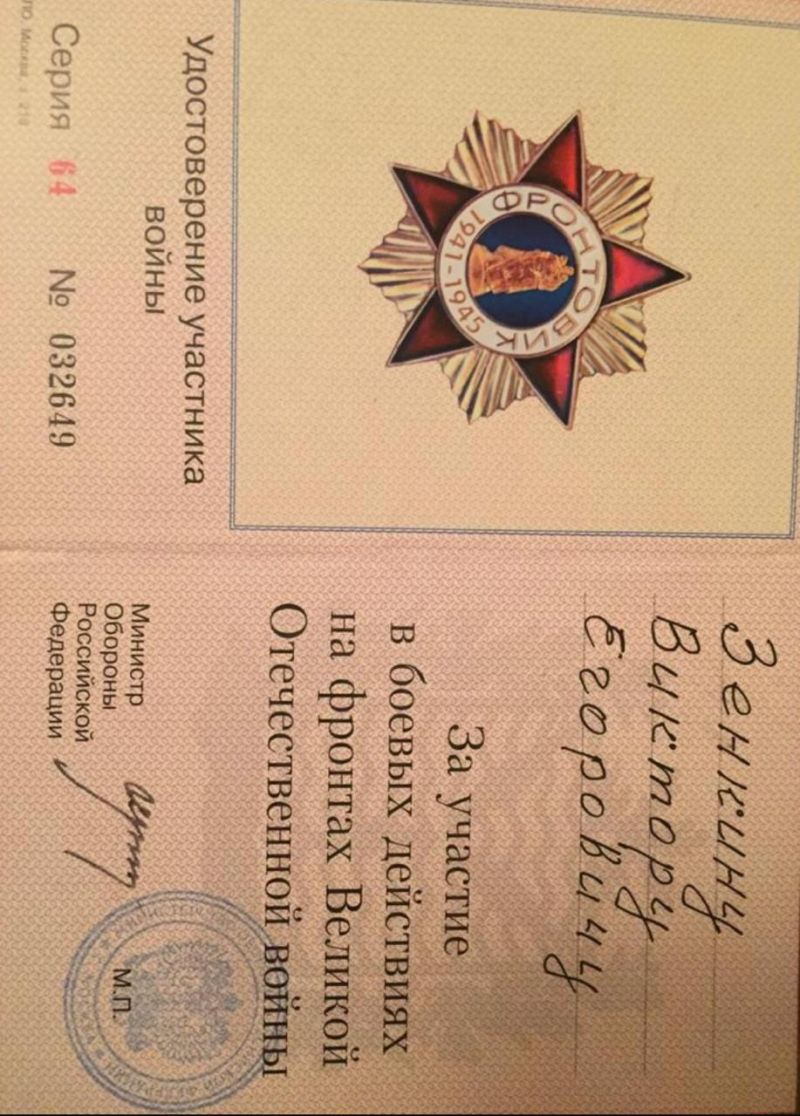 ФРОНТОВИК
1941-1945
Удостоверение участника
войны
Серия 64 № 032649
Зенкину
Виктору
Егоровичу
За участие
в боевых действиях
на фронтах Великой
Отечественной войны
Министр
Обороны
Российской
Федерации
М.П.